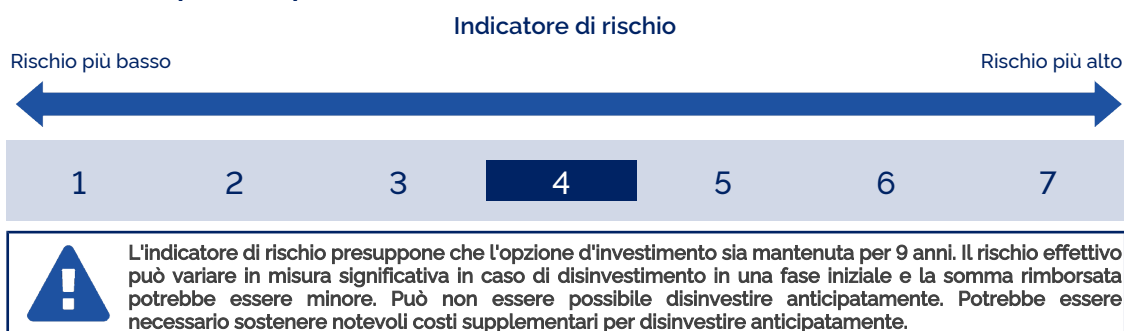 Indicatore di rischio
Rischio più basso Rischio più alto
1 2 3 4 5 6 7
L'indicatore di rischio presuppone che l'opzione d'investimento sia mantenuta per 9 anni. Il rischio effettivo
può variare in misura significativa in caso di disinvestimento in una fase iniziale e la somma rimborsata
potrebbe essere minore. Può non essere possibile disinvestire anticipatamente. Potrebbe essere
necessario sostenere notevoli costi supplementari per disinvestire anticipatamente.